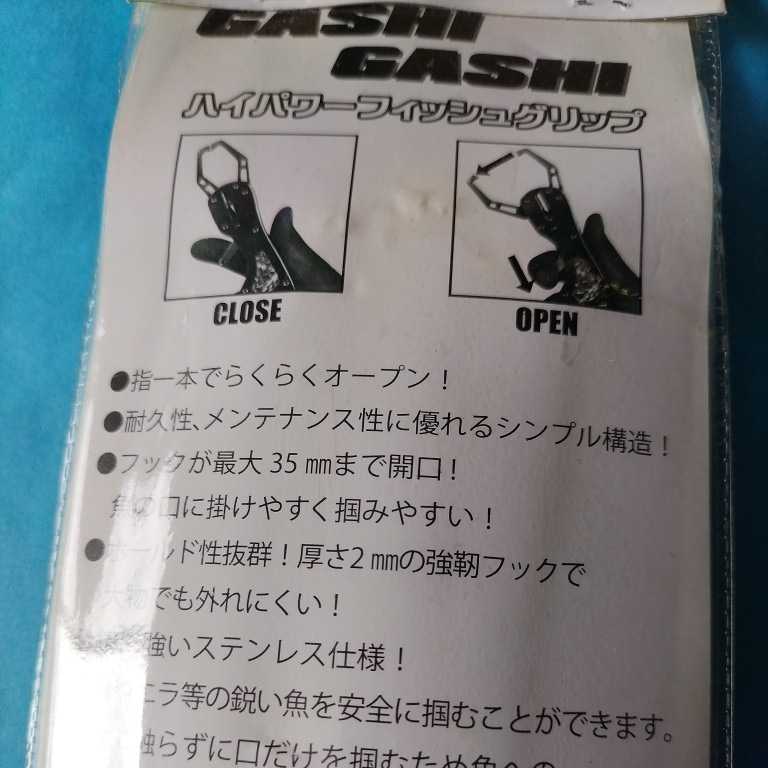 GASHI
GASHI
ハイパワーフィッシュグリップ
CLOSE
OPEN
●指一本でらくらくオープン！
●耐久性、メンテナンス性に優れるシンプル構造！
●フックが最大 35 ㎜まで開口！
魚の口に掛けやすく掴みやすい！
●ホールド性抜群！厚さ2 ㎜の強靭フックで
大物でも外れにくい！
強いステンレス仕様！
ニラ等の鋭い魚を安全に掴むことができます。
触らずに口だけを掴むため魚への